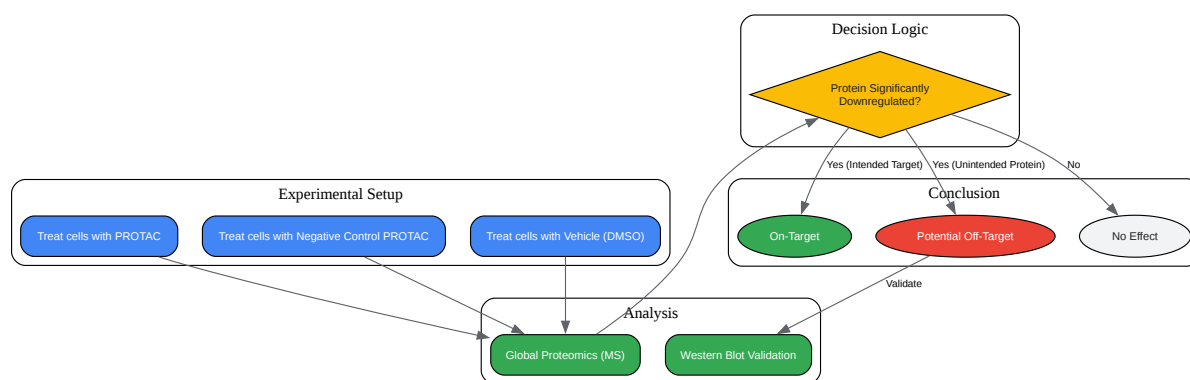 Decision Logic
Protein Significantly
Downregulated?
Yes (Intended Target)
Yes (Unintended Protein)
No
Experimental Setup
Treat cells with PROTAC
Treat cells with Negative Control PROTAC
Treat cells with Vehicle (DMSO)
Conclusion
On-Target
Potential Off-Target
No Effect
Validate
Analysis
Global Proteomics (MS)
Western Blot Validation